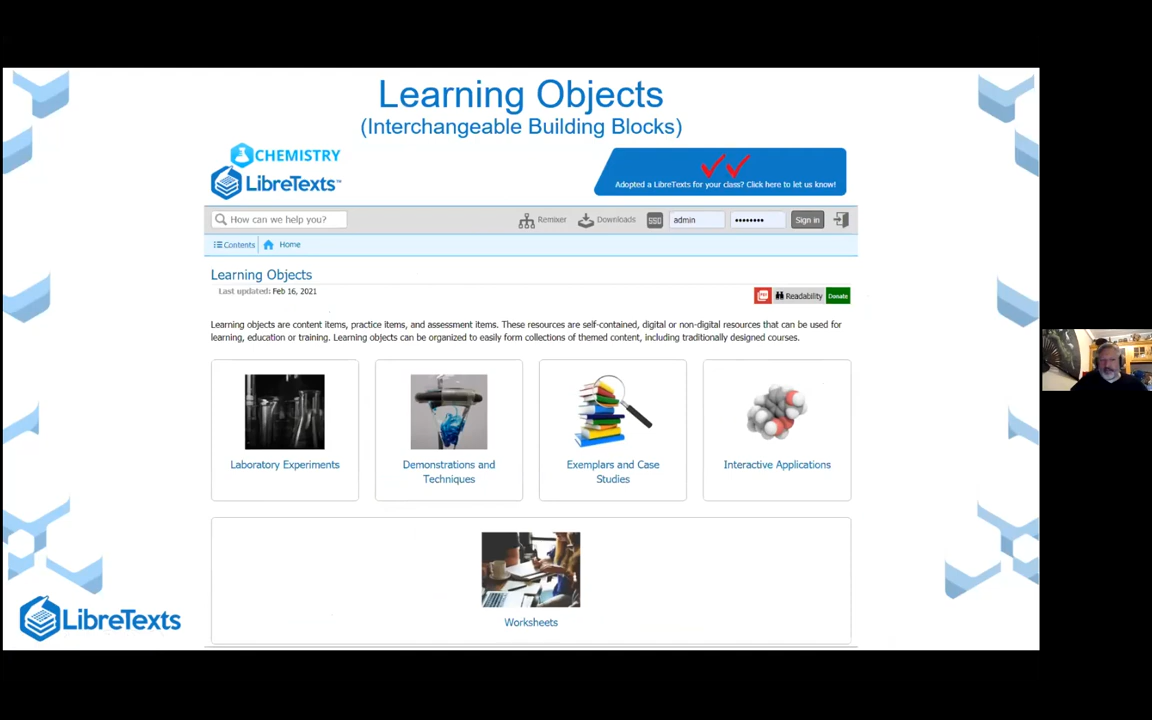 Learning Objects
(Interchangeable Building Blocks)
CHEMISTRY
LibreTexts™
Adopted a LibreTexts for your class? Click here to let us know!
How can we help you?
Remixer
Downloads
SSO
admin
••••••••
Sign in
Contents
Home
Learning Objects
Last updated: Feb 16, 2021
Readability
Donate
Learning objects are content items, practice items, and assessment items. These resources are self-contained, digital or non-digital resources that can be used for
learning, education or training. Learning objects can be organized to easily form collections of themed content, including traditionally designed courses.
Laboratory Experiments
Demonstrations and
Techniques
Exemplars and Case
Studies
Interactive Applications
Worksheets
LibreTexts